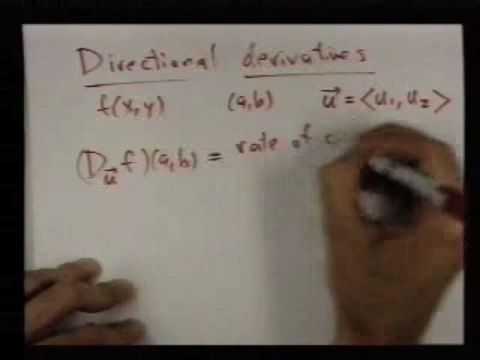 Directional derivatives
f(x,y) (a,b) u⃗ = <u₁, u₂>
(D_u⃗ f)(a,b) = rate of